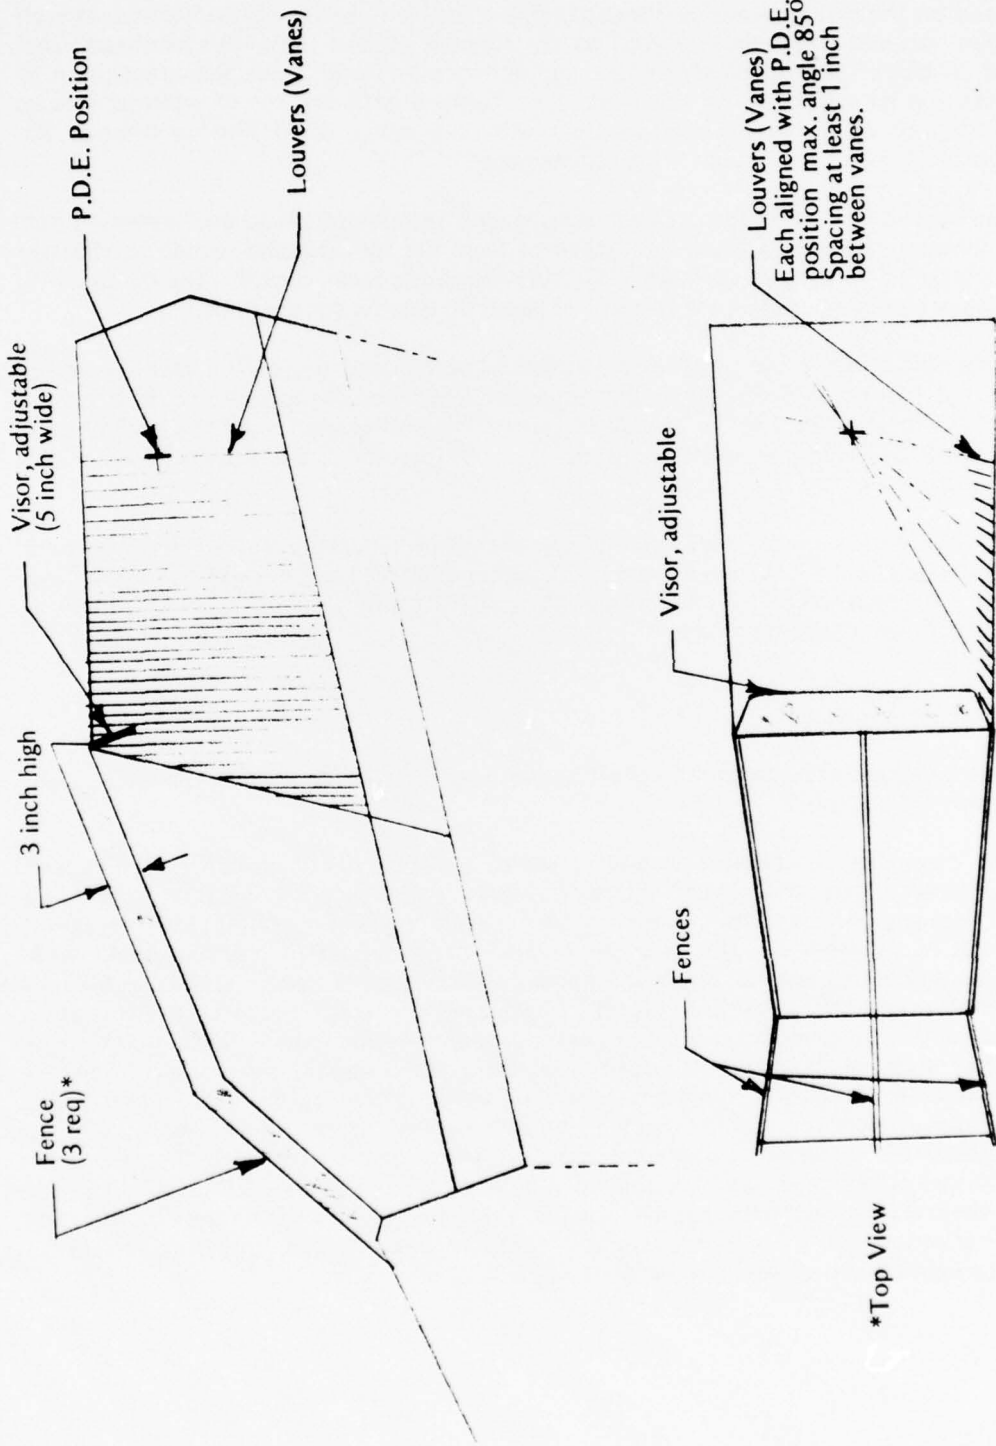 Fence
(3 req)*
3 inch high
Visor, adjustable
(5 inch wide)
P.D.E. Position
Louvers (Vanes)
Fences
Visor, adjustable
Louvers (Vanes)
Each aligned with P.D.E.
position max. angle 85°
Spacing at least 1 inch
between vanes.
*Top View